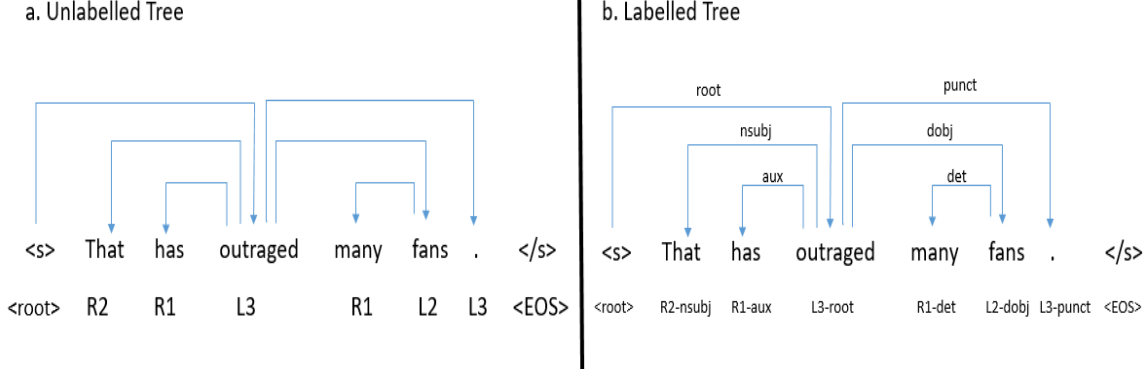 a. Unlabelled Tree
<s> That has outraged many fans . </s>
<root> R2 R1 L3 R1 L2 L3 <EOS>
b. Labelled Tree
root punct
nsubj dobj
aux det
<s> That has outraged many fans . </s>
<root> R2-nsubj R1-aux L3-root R1-det L2-dobj L3-punct <EOS>